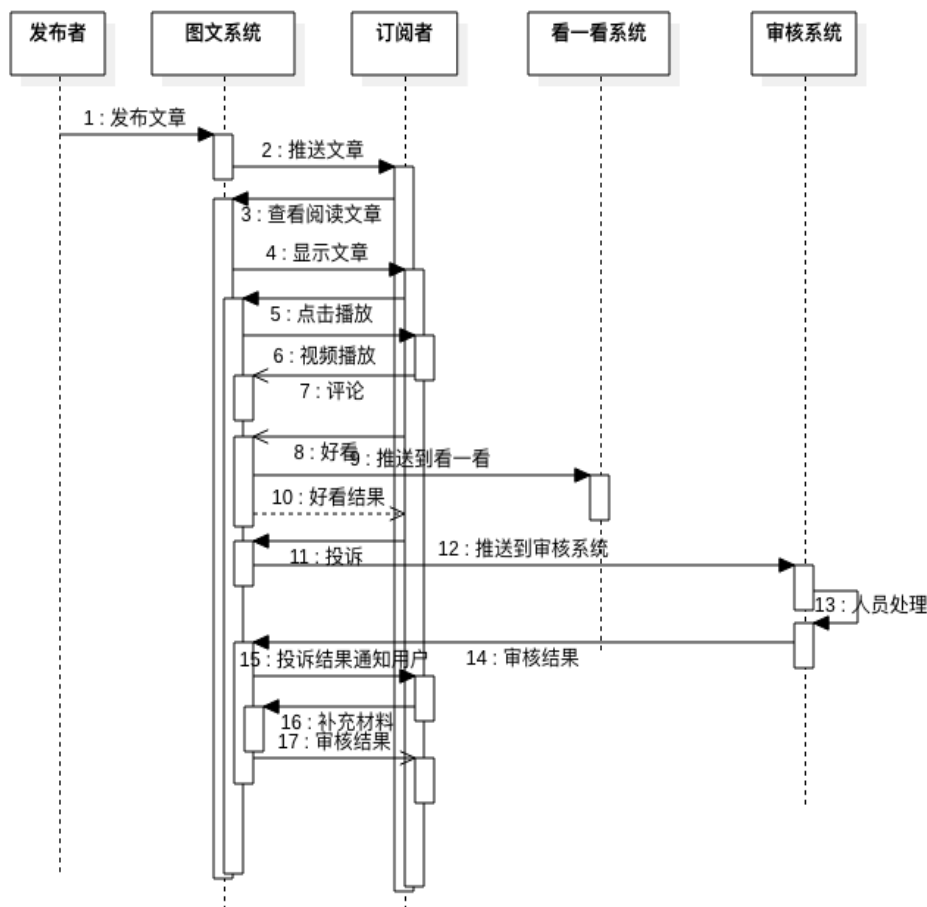 发布者
图文系统
订阅者
看一看系统
审核系统
1 : 发布文章
2 : 推送文章
3 : 查看阅读文章
4 : 显示文章
5 : 点击播放
6 : 视频播放
7 : 评论
8 : 好看
9 : 推送到看一看
10 : 好看结果
11 : 投诉
12 : 推送到审核系统
13 : 人员处理
14 : 审核结果
15 : 投诉结果通知用户
16 : 补充材料
17 : 审核结果